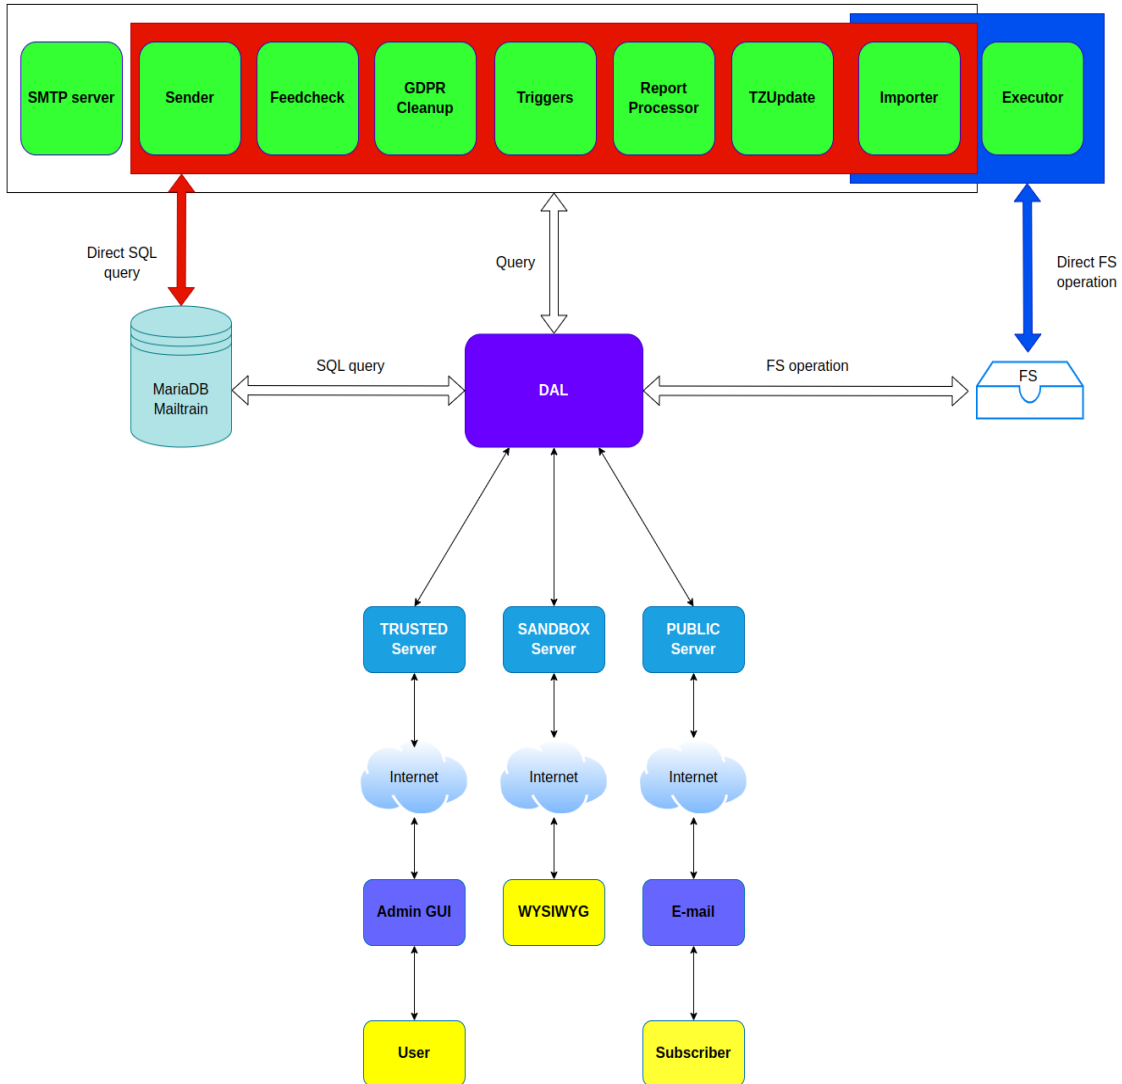 SMTP server
Sender
Feedcheck
GDPR
Cleanup
Triggers
Report
Processor
TZUpdate
Importer
Executor
Direct SQL
query
Query
Direct FS
operation
MariaDB
Mailtrain
SQL query
DAL
FS operation
FS
TRUSTED
Server
SANDBOX
Server
PUBLIC
Server
Internet
Internet
Internet
Admin GUI
WYSIWYG
E-mail
User
Subscriber